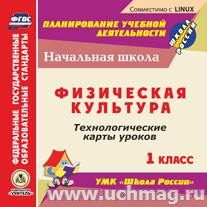 Совместимо с LINUX
ПЛАНИРОВАНИЕ УЧЕБНОЙ
ДЕЯТЕЛЬНОСТИ
ШКОЛА РОССИИ
ФГОС
ФЕДЕРАЛЬНЫЕ ГОСУДАРСТВЕННЫЕ
ОБРАЗОВАТЕЛЬНЫЕ СТАНДАРТЫ
Начальная школа
ФИЗИЧЕСКАЯ
КУЛЬТУРА
Технологические
карты уроков
1 КЛАСС
УМК «Школа России»
УЧИТЕЛЬ
www.uchmag.ru